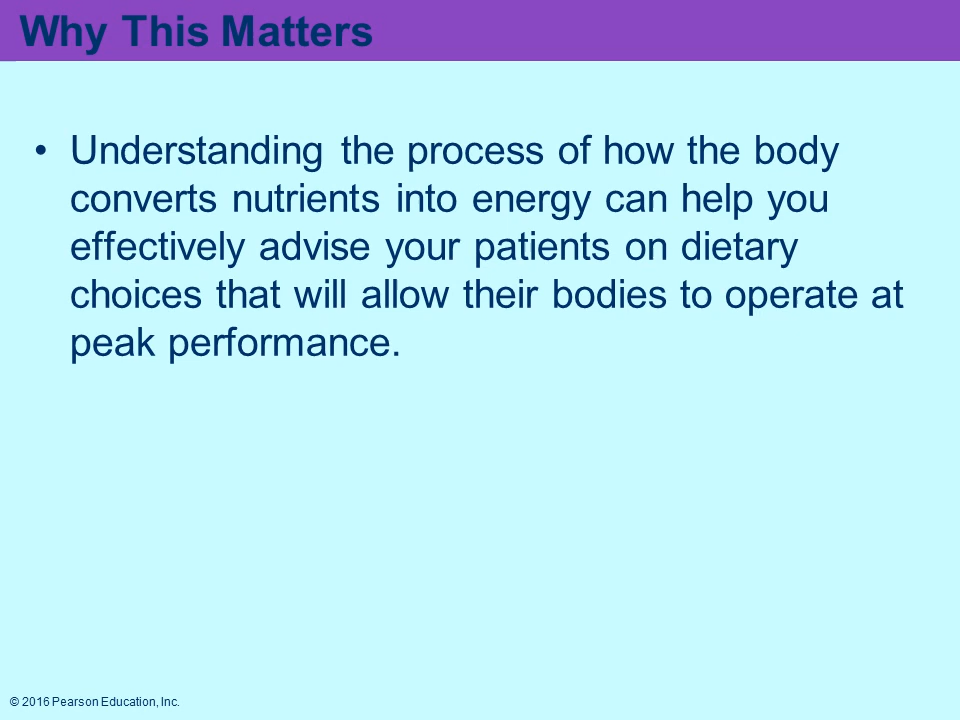 Why This Matters
• Understanding the process of how the body
converts nutrients into energy can help you
effectively advise your patients on dietary
choices that will allow their bodies to operate at
peak performance.
© 2016 Pearson Education, Inc.